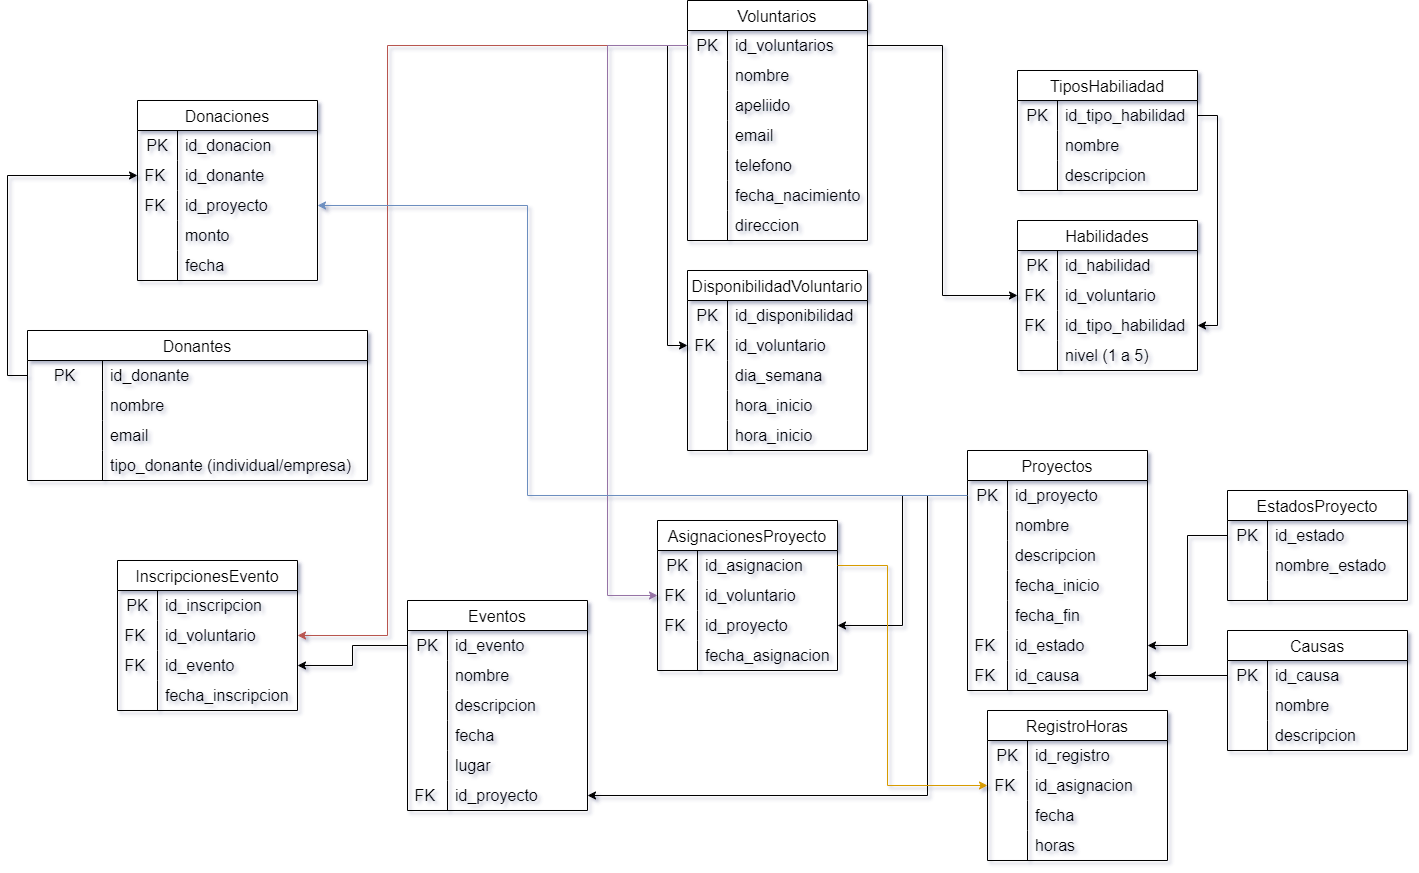 Voluntarios
PK id_voluntarios
nombre
apeliido
email
telefono
fecha_nacimiento
direccion
TiposHabiliadad
PK id_tipo_habilidad
nombre
descripcion
Donaciones
PK id_donacion
FK id_donante
FK id_proyecto
monto
fecha
Habilidades
PK id_habilidad
FK id_voluntario
FK id_tipo_habilidad
nivel (1 a 5)
DisponibilidadVoluntario
PK id_disponibilidad
FK id_voluntario
dia_semana
hora_inicio
hora_inicio
Donantes
PK id_donante
nombre
email
tipo_donante (individual/empresa)
Proyectos
PK id_proyecto
nombre
descripcion
fecha_inicio
fecha_fin
FK id_estado
FK id_causa
EstadosProyecto
PK id_estado
nombre_estado
AsignacionesProyecto
PK id_asignacion
FK id_voluntario
FK id_proyecto
fecha_asignacion
InscripcionesEvento
PK id_inscripcion
FK id_voluntario
FK id_evento
fecha_inscripcion
Eventos
PK id_evento
nombre
descripcion
fecha
lugar
FK id_proyecto
Causas
PK id_causa
nombre
descripcion
RegistroHoras
PK id_registro
FK id_asignacion
fecha
horas